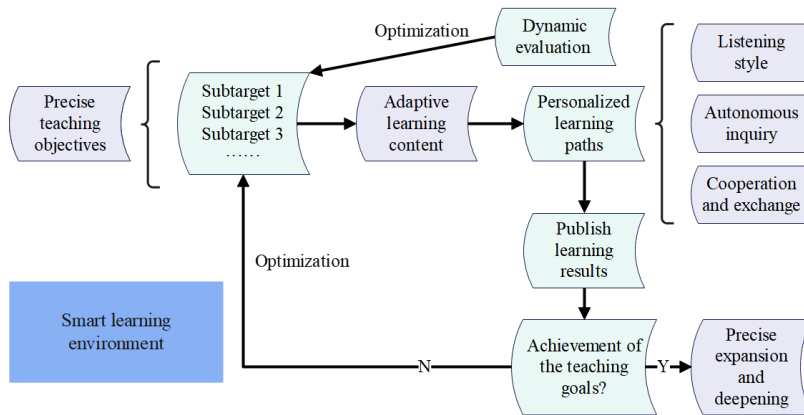 Optimization
Dynamic
evaluation
Listening
style
Precise
teaching
objectives
Subtarget 1
Subtarget 2
Subtarget 3
……
Adaptive
learning
content
Personalized
learning
paths
Autonomous
inquiry
Cooperation
and exchange
Publish
learning
results
Optimization
Smart learning
environment
Achievement of
the teaching
goals?
N
Y
Precise
expansion
and
deepening